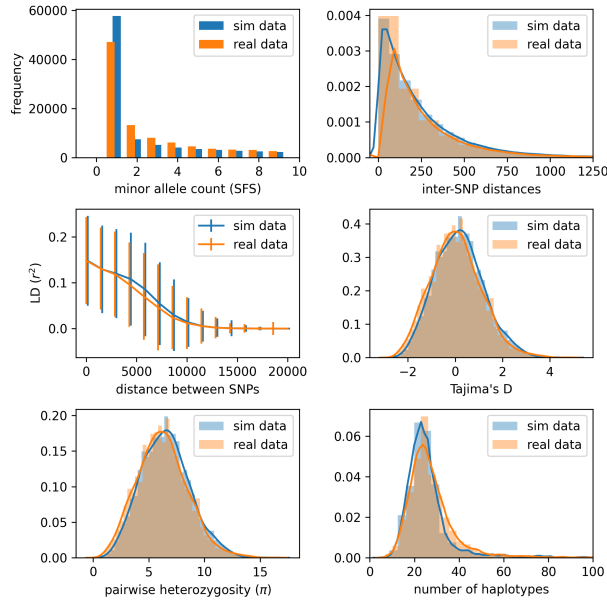 sim data
real data
frequency
60000
40000
20000
0
0 2 4 6 8 10
minor allele count (SFS)
sim data
real data
0.004
0.003
0.002
0.001
0.000
0 250 500 750 1000 1250
inter-SNP distances
sim data
real data
LD (r²)
0.2
0.1
0.0
0 5000 10000 15000 20000
distance between SNPs
sim data
real data
0.4
0.3
0.2
0.1
0.0
−2 0 2 4
Tajima's D
sim data
real data
0.20
0.15
0.10
0.05
0.00
0 5 10 15
pairwise heterozygosity (π)
sim data
real data
0.06
0.04
0.02
0.00
0 20 40 60 80 100
number of haplotypes